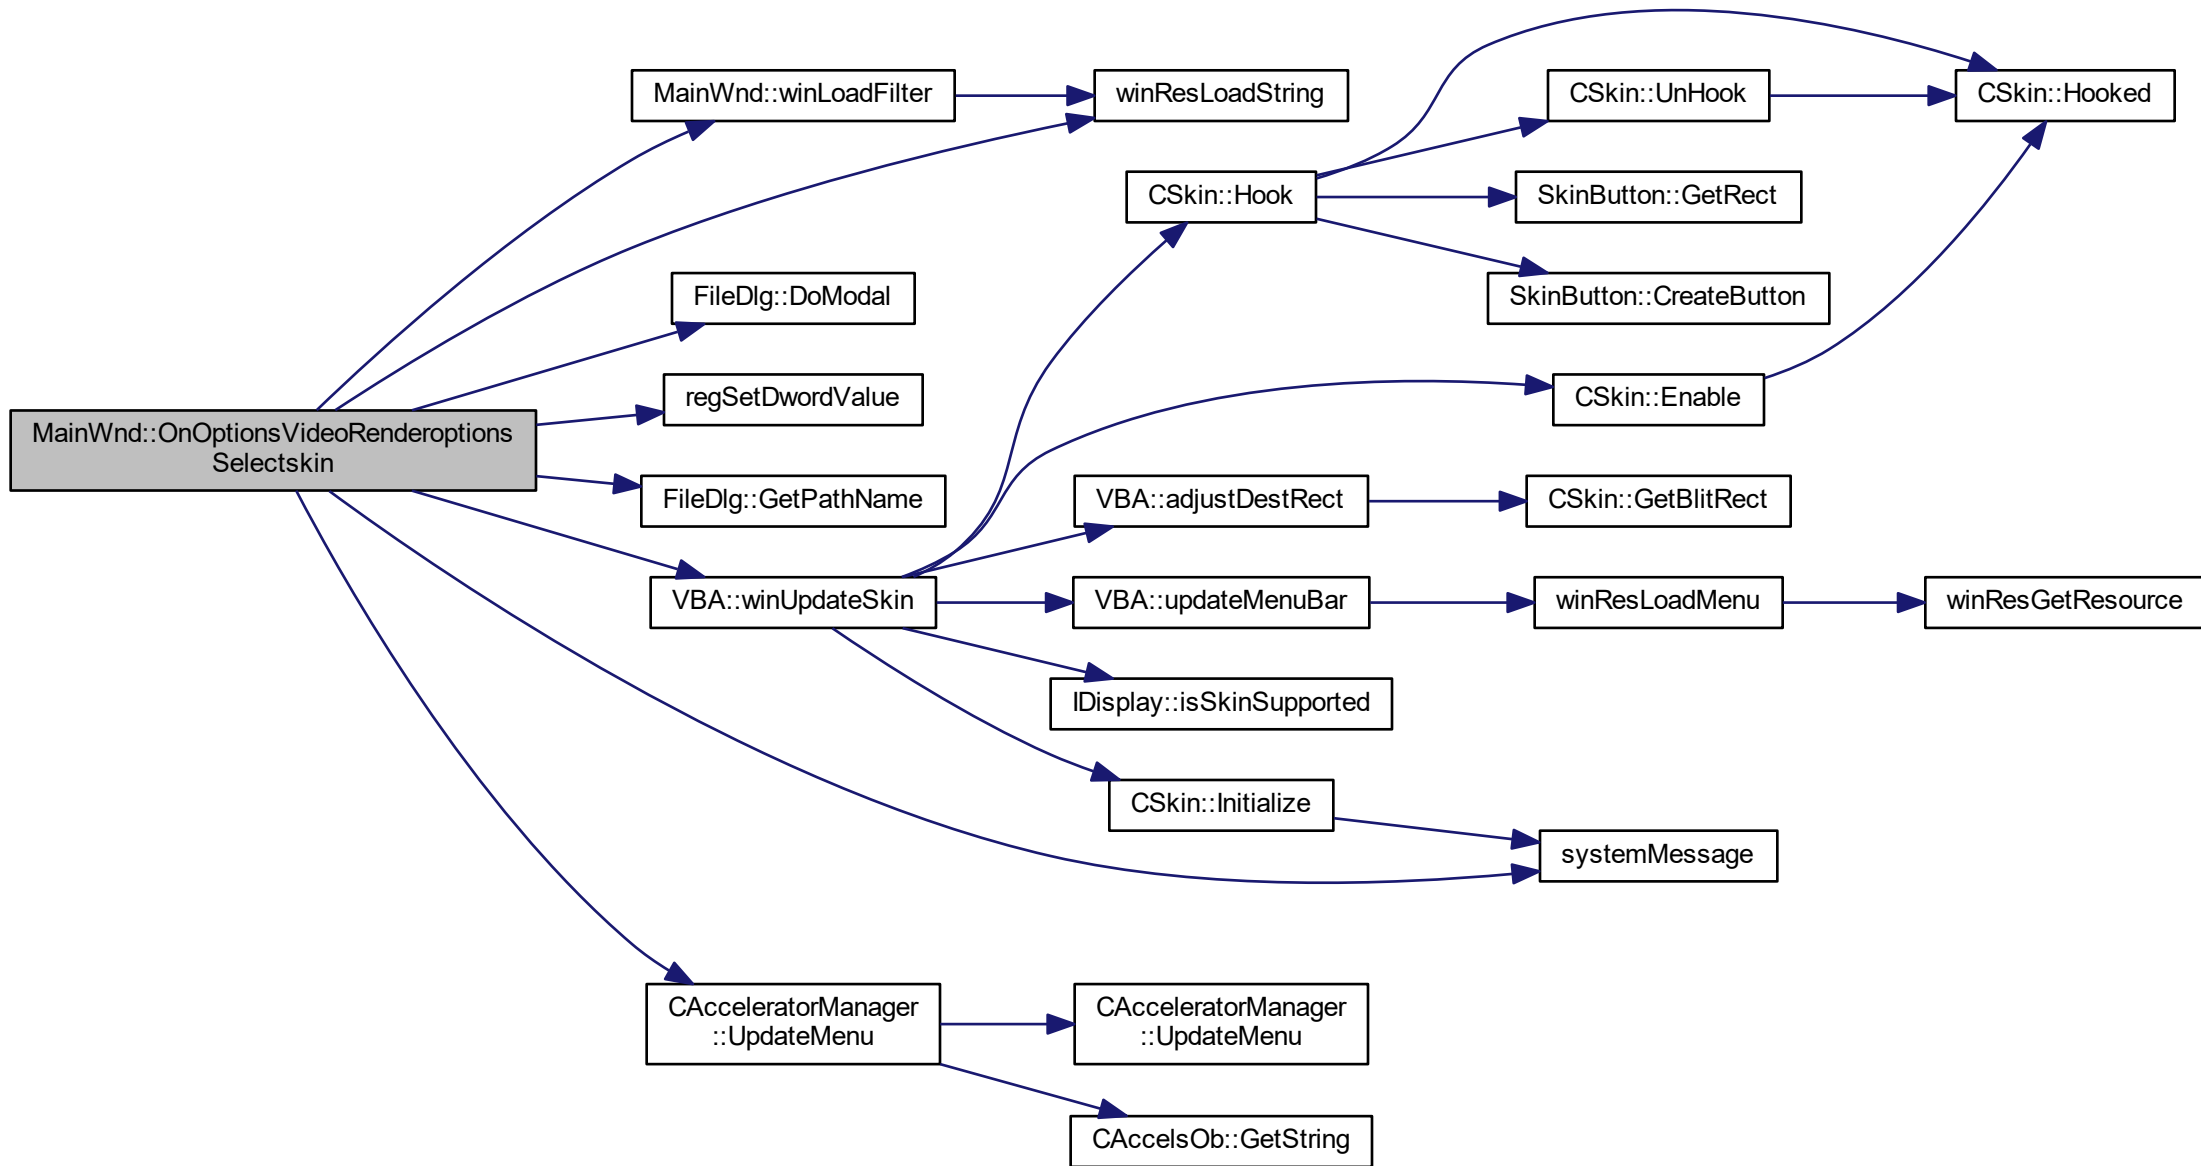 MainWnd::OnOptionsVideoRenderoptions
Selectskin
MainWnd::winLoadFilter
winResLoadString
FileDlg::DoModal
regSetDwordValue
FileDlg::GetPathName
VBA::winUpdateSkin
CSkin::Hook
CSkin::UnHook
CSkin::Hooked
SkinButton::GetRect
SkinButton::CreateButton
CSkin::Enable
VBA::adjustDestRect
CSkin::GetBlitRect
VBA::updateMenuBar
winResLoadMenu
winResGetResource
IDisplay::isSkinSupported
CSkin::Initialize
systemMessage
CAcceleratorManager
::UpdateMenu
CAcceleratorManager
::UpdateMenu
CAccelsOb::GetString